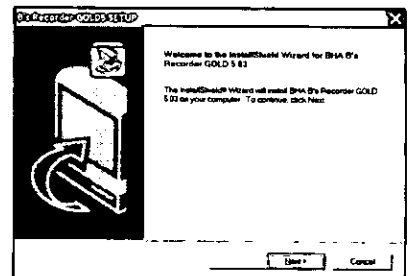 B's Recorder GOLD5 SETUP
Welcome to the InstallShield Wizard for BHA B's
Recorder GOLD 5.03
The InstallShield® Wizard will install BHA B's Recorder GOLD
5.03 on your computer. To continue, click Next.
Next >
Cancel